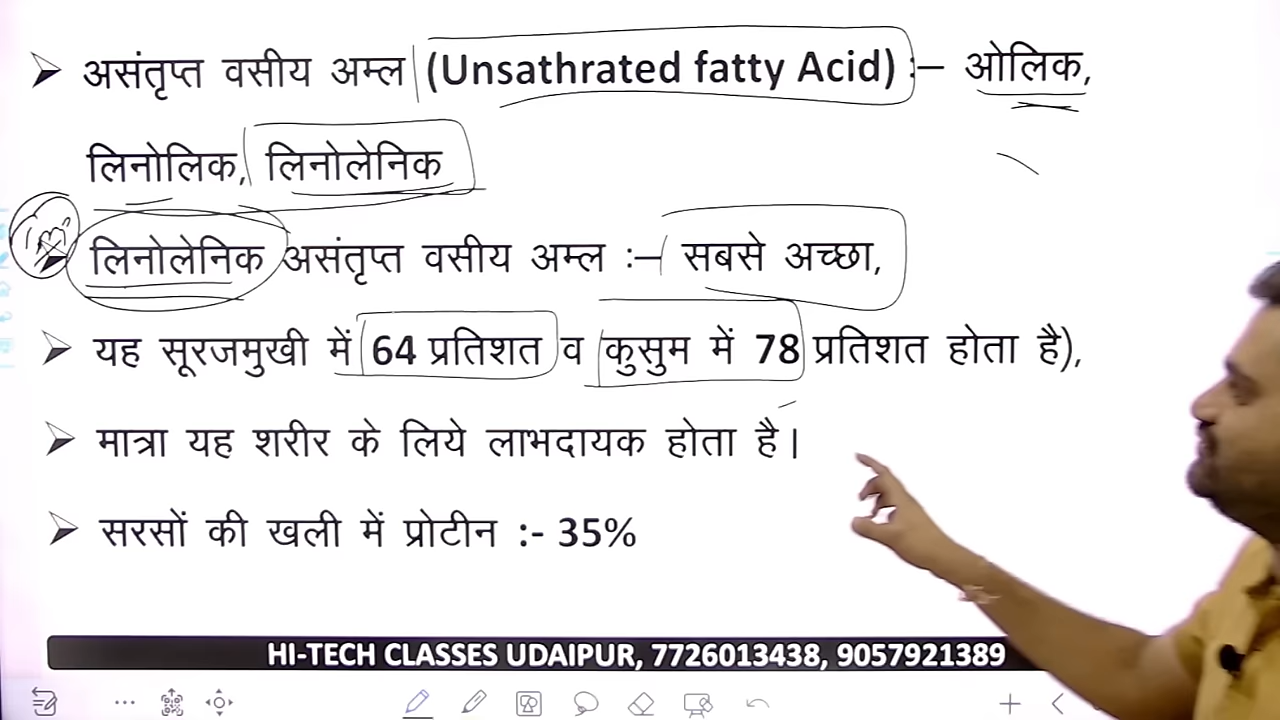 ➤ असंतृप्त वसीय अम्ल (Unsathrated fatty Acid) :– ओलिक,
लिनोलिक, लिनोलेनिक
➤ लिनोलेनिक असंतृप्त वसीय अम्ल :– सबसे अच्छा,
➤ यह सूरजमुखी में 64 प्रतिशत व कुसुम में 78 प्रतिशत होता है),
➤ मात्रा यह शरीर के लिये लाभदायक होता है।
➤ सरसों की खली में प्रोटीन :- 35%
HI-TECH CLASSES UDAIPUR, 7726013438, 9057921389